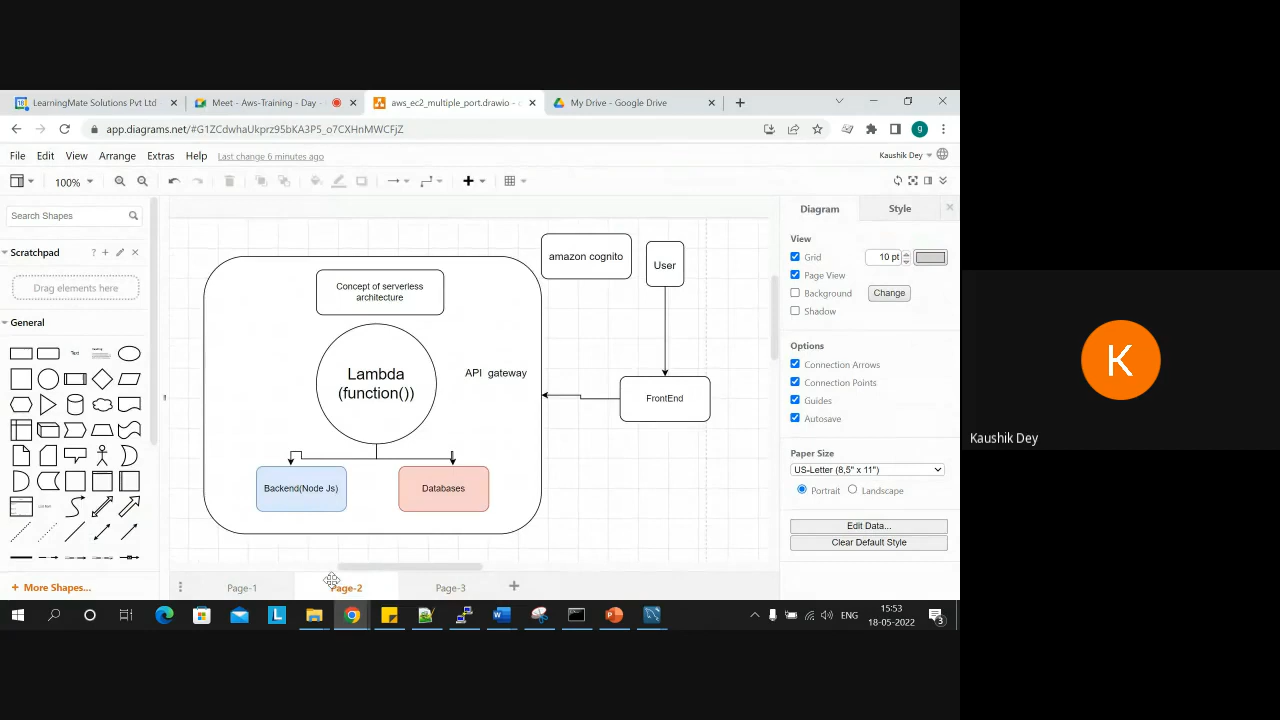 LearningMate Solutions Pvt Ltd
Meet - Aws-Training - Day -
aws_ec2_multiple_port.drawio -
My Drive - Google Drive
app.diagrams.net/#G1ZCdwhaUkprz95bKA3P5_o7CXHnMWCFjZ
g
File Edit View Arrange Extras Help Last change 6 minutes ago
Kaushik Dey
100%
Search Shapes
Scratchpad
?
Drag elements here
General
Text
More Shapes...
amazon cognito
User
Concept of serverless
architecture
Lambda
(function())
API gateway
FrontEnd
Backend(Node Js)
Databases
Page-1
Page-2
Page-3
Diagram
Style
View
Grid
10 pt
Page View
Background
Change
Shadow
Options
Connection Arrows
Connection Points
Guides
Autosave
Paper Size
US-Letter (8,5" x 11")
Portrait
Landscape
Edit Data...
Clear Default Style
ENG
15:53
18-05-2022
3
K
Kaushik Dey